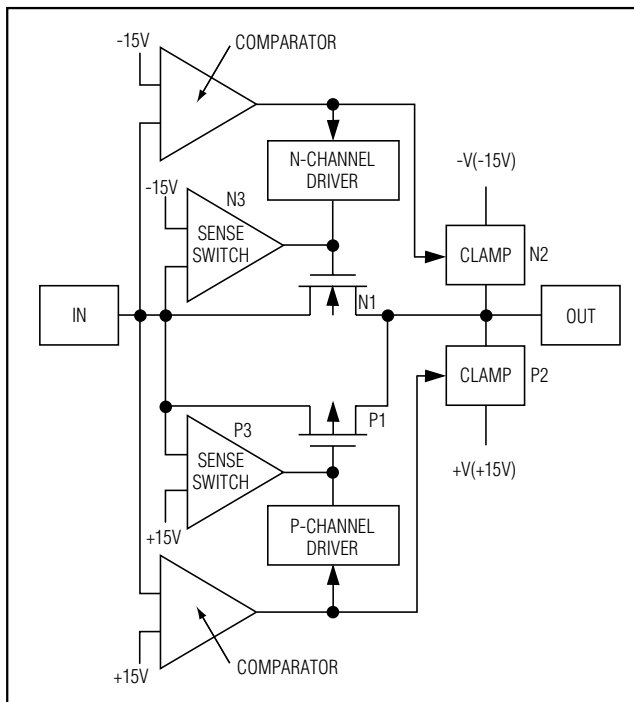 -15V
COMPARATOR
N-CHANNEL
DRIVER
-V(-15V)
-15V
N3
SENSE
SWITCH
CLAMP
N2
N1
IN
OUT
CLAMP
P2
P1
P3
SENSE
SWITCH
+V(+15V)
+15V
P-CHANNEL
DRIVER
+15V
COMPARATOR